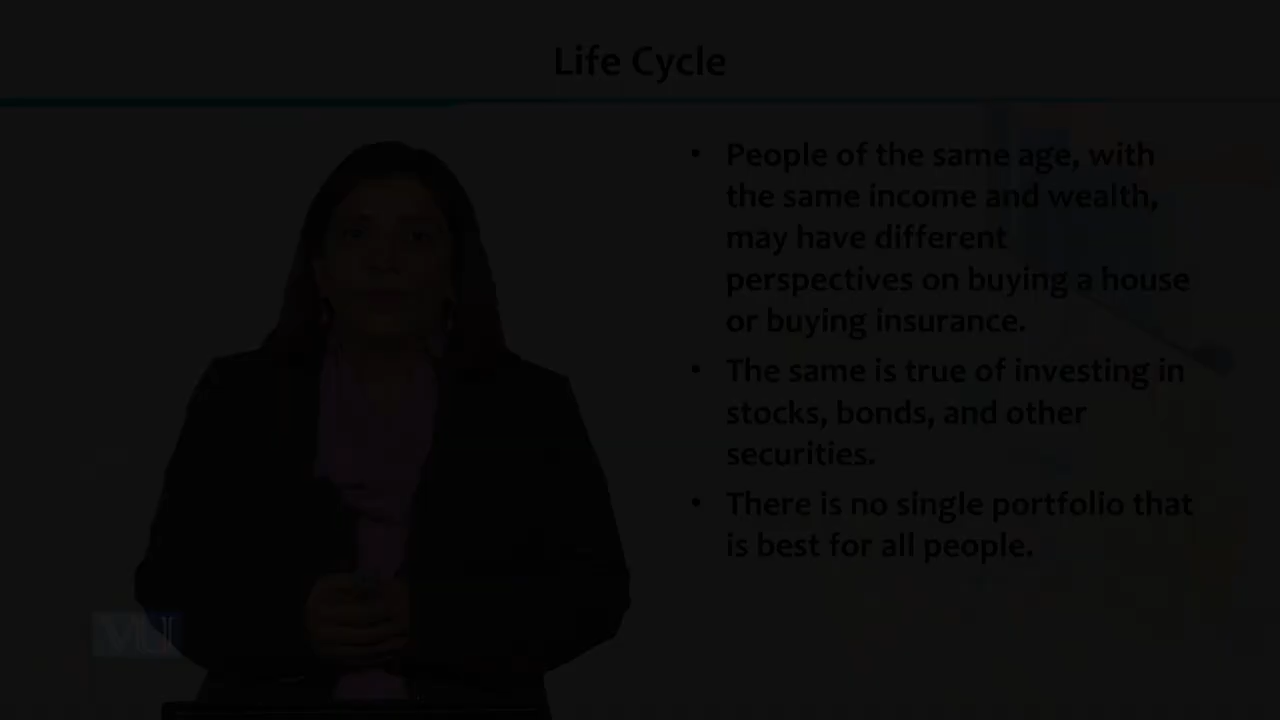 Life Cycle
• People of the same age, with
the same income and wealth,
may have different
perspectives on buying a house
or buying insurance.
• The same is true of investing in
stocks, bonds, and other
securities.
• There is no single portfolio that
is best for all people.
VU